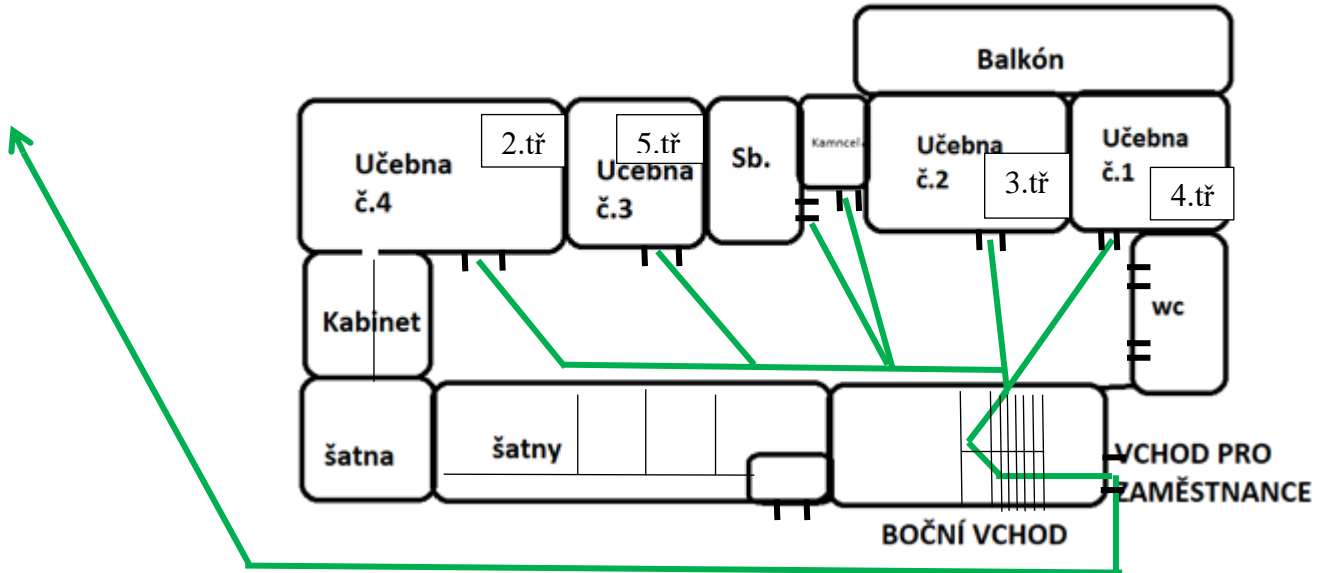 Balkón
Učebna
č.4
2.tř
5.tř
Učebna
č.3
Sb.
Kamncel.
Učebna
č.2
3.tř
Učebna
č.1
4.tř
Kabinet
wc
šatna
šatny
VCHOD PRO
ZAMĚSTNANCE
BOČNÍ VCHOD